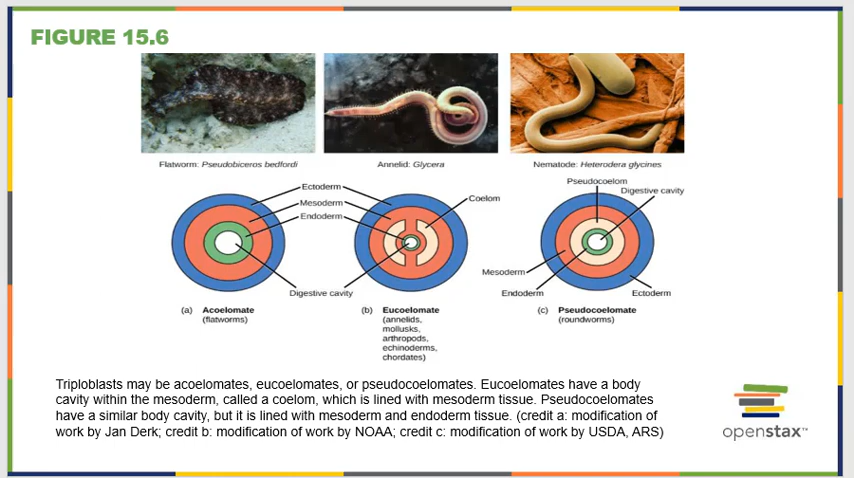 FIGURE 15.6
Flatworm: Pseudobiceros bedfordi
Annelid: Glycera
Nematode: Heterodera glycines
Ectoderm
Mesoderm
Endoderm
Coelom
Pseudocoelom
Digestive cavity
Mesoderm
Digestive cavity
Endoderm
Ectoderm
(a) Acoelomate
(flatworms)
(b) Eucoelomate
(annelids,
mollusks,
arthropods,
echinoderms,
chordates)
(c) Pseudocoelomate
(roundworms)
Triploblasts may be acoelomates, eucoelomates, or pseudocoelomates. Eucoelomates have a body
cavity within the mesoderm, called a coelom, which is lined with mesoderm tissue. Pseudocoelomates
have a similar body cavity, but it is lined with mesoderm and endoderm tissue. (credit a: modification of
work by Jan Derk; credit b: modification of work by NOAA; credit c: modification of work by USDA, ARS)
openstax™